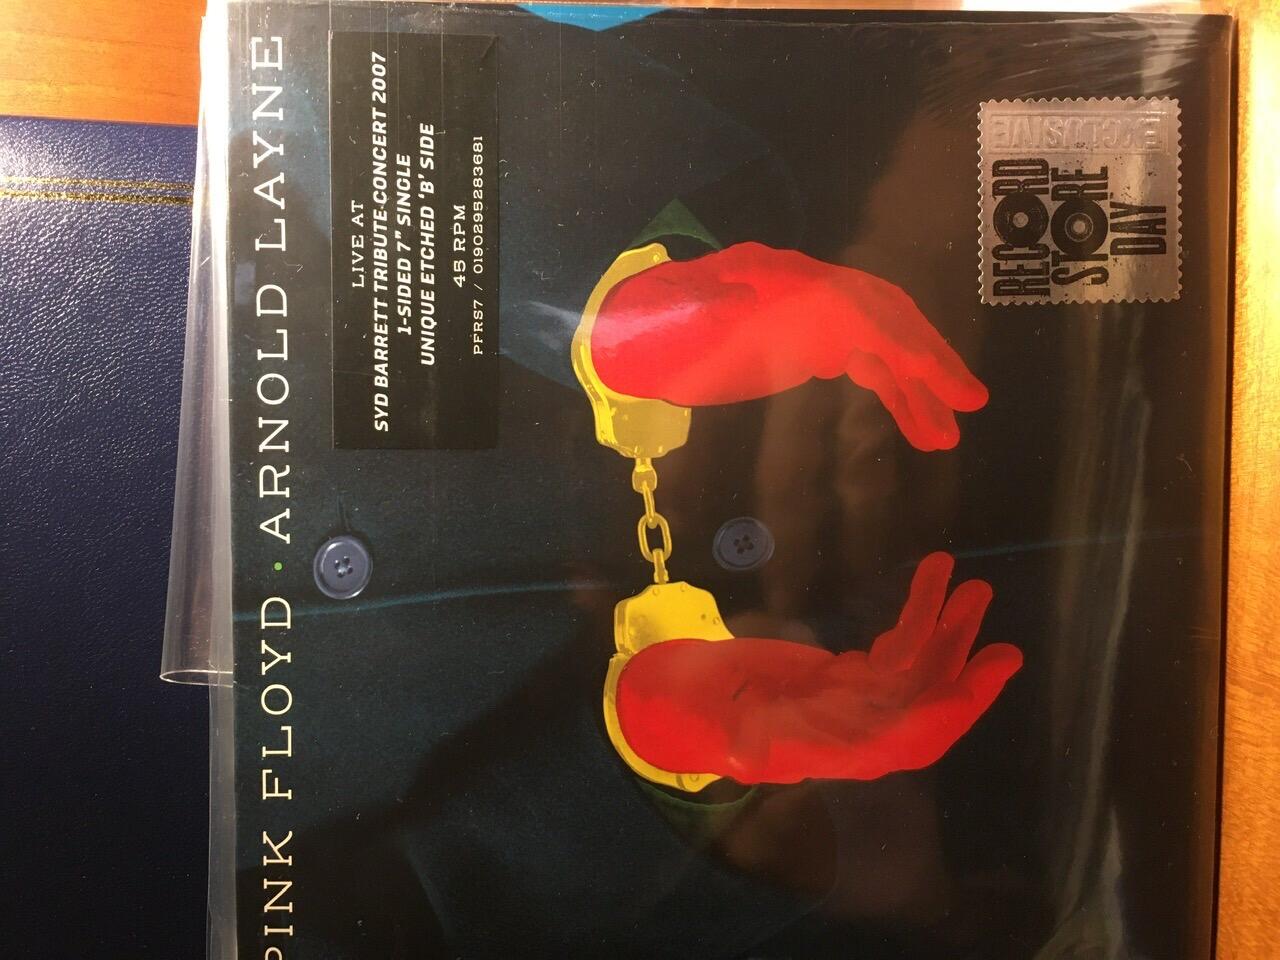 PINK FLOYD · ARNOLD LAYNE
LIVE AT
SYD BARRETT TRIBUTE CONCERT 2007
1-SIDED 7” SINGLE
UNIQUE ETCHED ‘B’ SIDE
45 RPM
PFRS7 / 0190295283681
RECORD
STORE
DAY
EXCLUSIVE